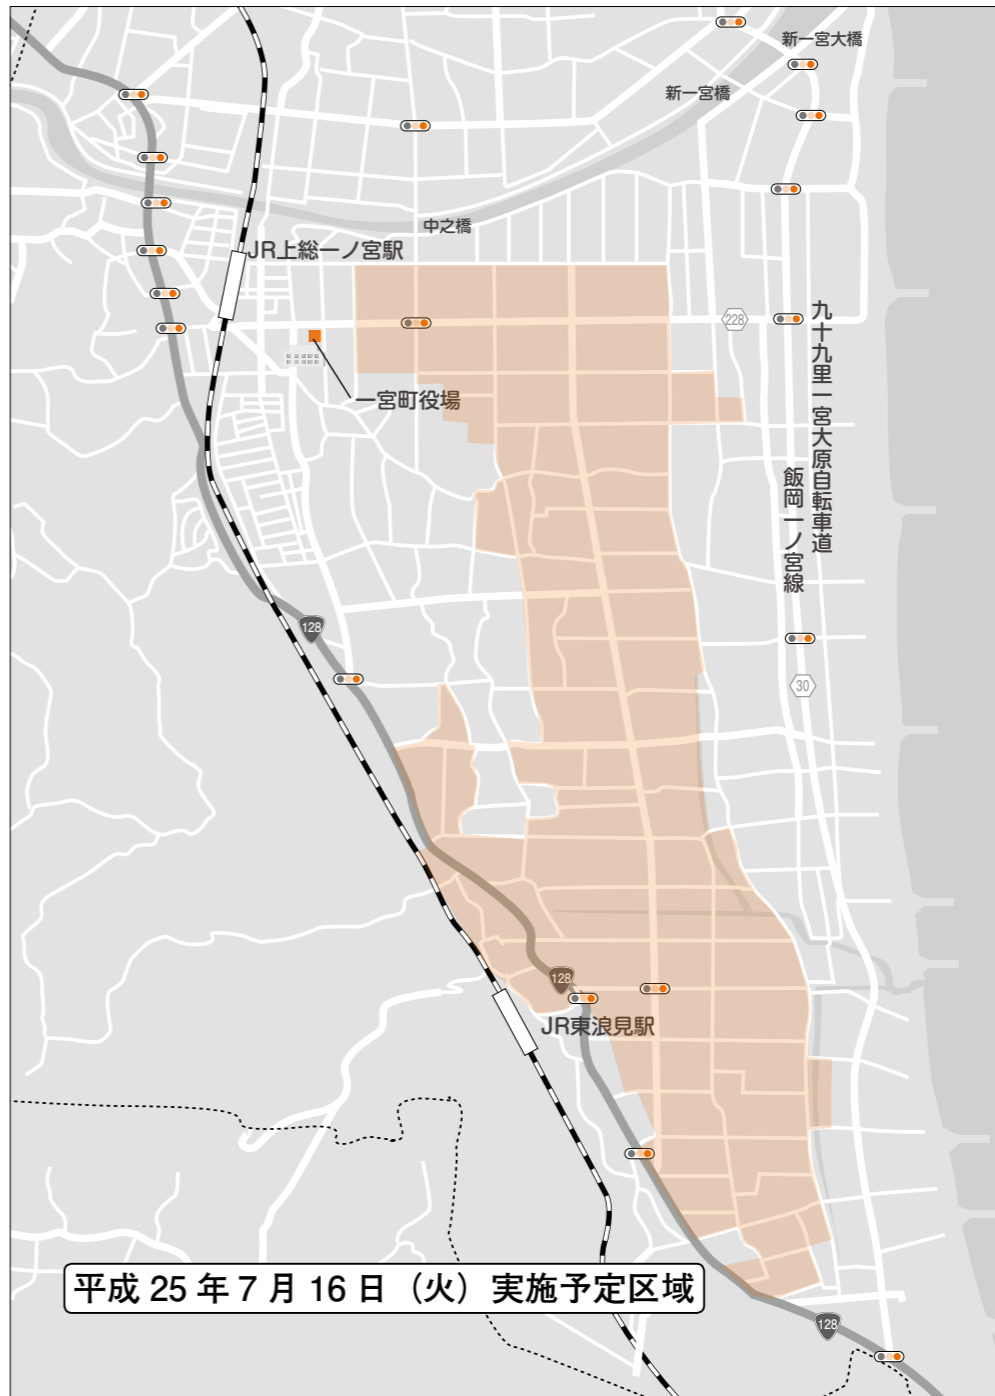 新一宮大橋
新一宮橋
中之橋
JR上総一ノ宮駅
228
九十九里一宮大原自転車道
一宮町役場
飯岡一ノ宮線
128
30
128
JR東浪見駅
平成 25 年 7 月 16 日（火）実施予定区域
128